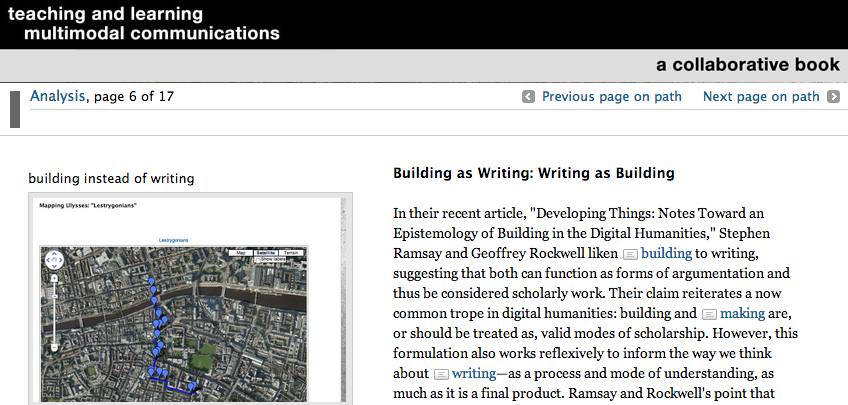 teaching and learning
multimodal communications
a collaborative book
Analysis, page 6 of 17
Previous page on path
Next page on path
building instead of writing
Mapping Ulysses: "Lestrygonians"
Lestrygonians
Map
Satellite
Terrain
Show labels
Building as Writing: Writing as Building
In their recent article, "Developing Things: Notes Toward an
Epistemology of Building in the Digital Humanities," Stephen
Ramsay and Geoffrey Rockwell liken building to writing,
suggesting that both can function as forms of argumentation and
thus be considered scholarly work. Their claim reiterates a now
common trope in digital humanities: building and making are,
or should be treated as, valid modes of scholarship. However, this
formulation also works reflexively to inform the way we think
about writing—as a process and mode of understanding, as
much as it is a final product. Ramsay and Rockwell's point that